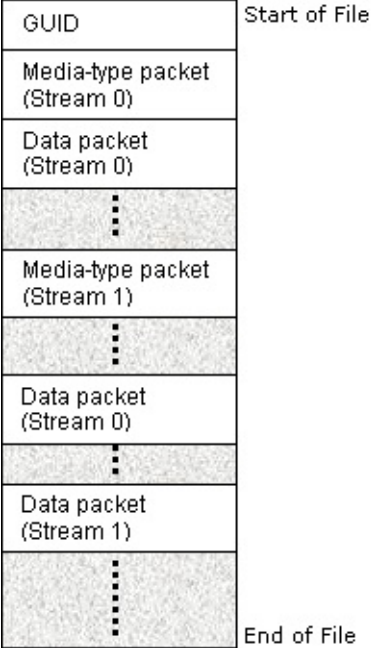 GUID
Start of File
Media-type packet
(Stream 0)
Data packet
(Stream 0)
Media-type packet
(Stream 1)
Data packet
(Stream 0)
Data packet
(Stream 1)
End of File